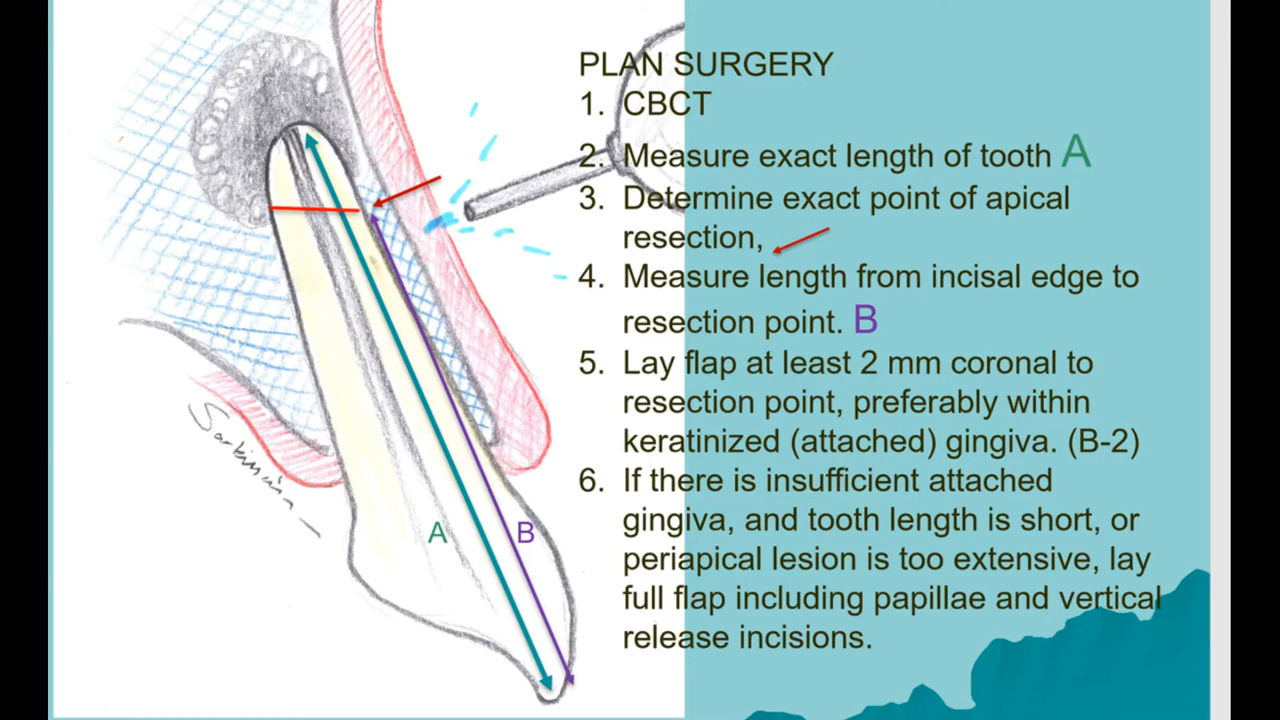 PLAN SURGERY
1. CBCT
2. Measure exact length of tooth A
3. Determine exact point of apical
resection,
4. Measure length from incisal edge to
resection point. B
5. Lay flap at least 2 mm coronal to
resection point, preferably within
keratinized (attached) gingiva. (B-2)
6. If there is insufficient attached
gingiva, and tooth length is short, or
periapical lesion is too extensive, lay
full flap including papillae and vertical
release incisions.
A
B